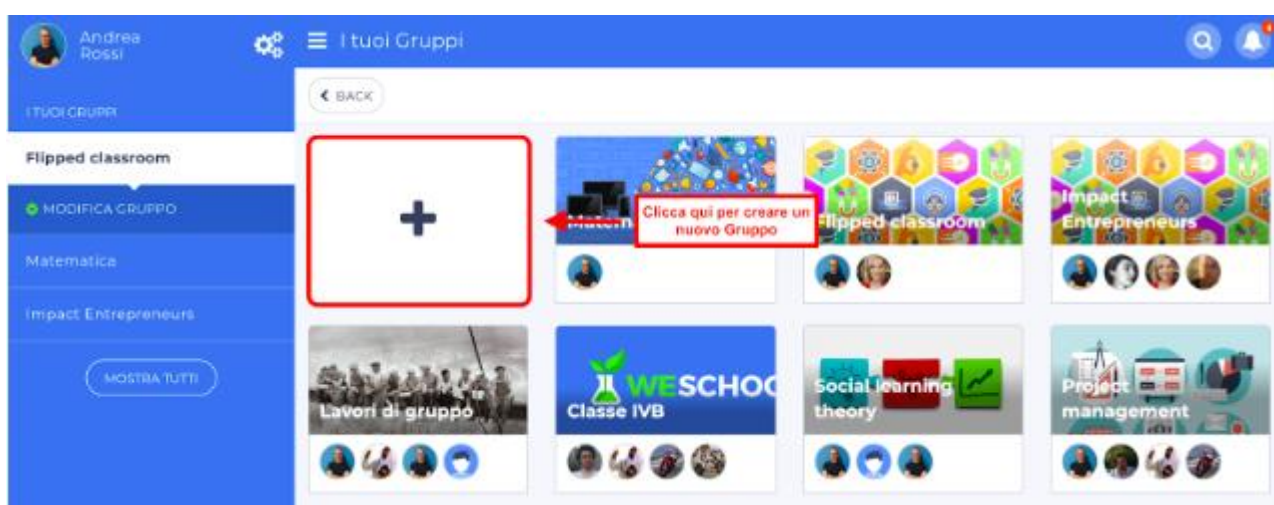 Andrea
Rossi
I tuoi Gruppi
I TUOI GRUPPI
BACK
Flipped classroom
MODIFICA GRUPPO
Matematica
Impact Entrepreneurs
MOSTRA TUTTI
Clicca qui per creare un
nuovo Gruppo
Matem
Flipped classroom
Impact
Entrepreneurs
Lavori di gruppo
WESCHOO
Classe IVB
Social learning
theory
Project
management